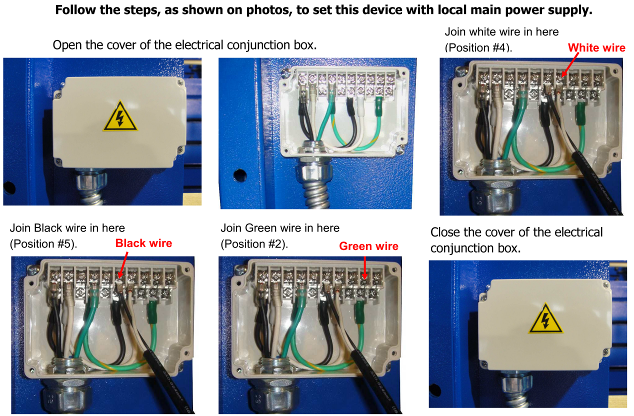 Follow the steps, as shown on photos, to set this device with local main power supply.
Open the cover of the electrical conjunction box.
Join white wire in here
(Position #4).
White wire
Join Black wire in here
(Position #5).
Black wire
Join Green wire in here
(Position #2).
Green wire
Close the cover of the electrical
conjunction box.